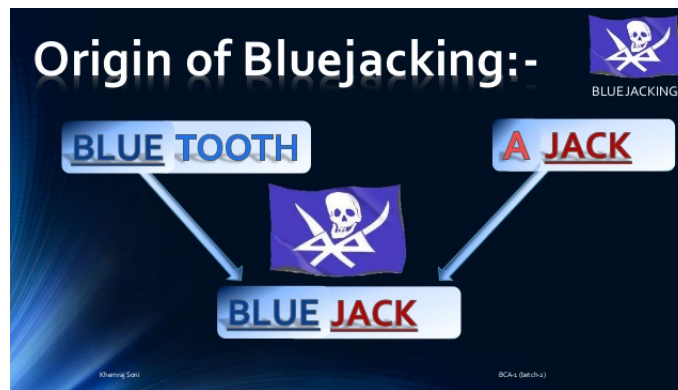 Origin of Bluejacking:-
BLUEJACKING
BLUE TOOTH
A JACK
BLUE JACK
Khemraj Soni
BCA-1 (batch-2)